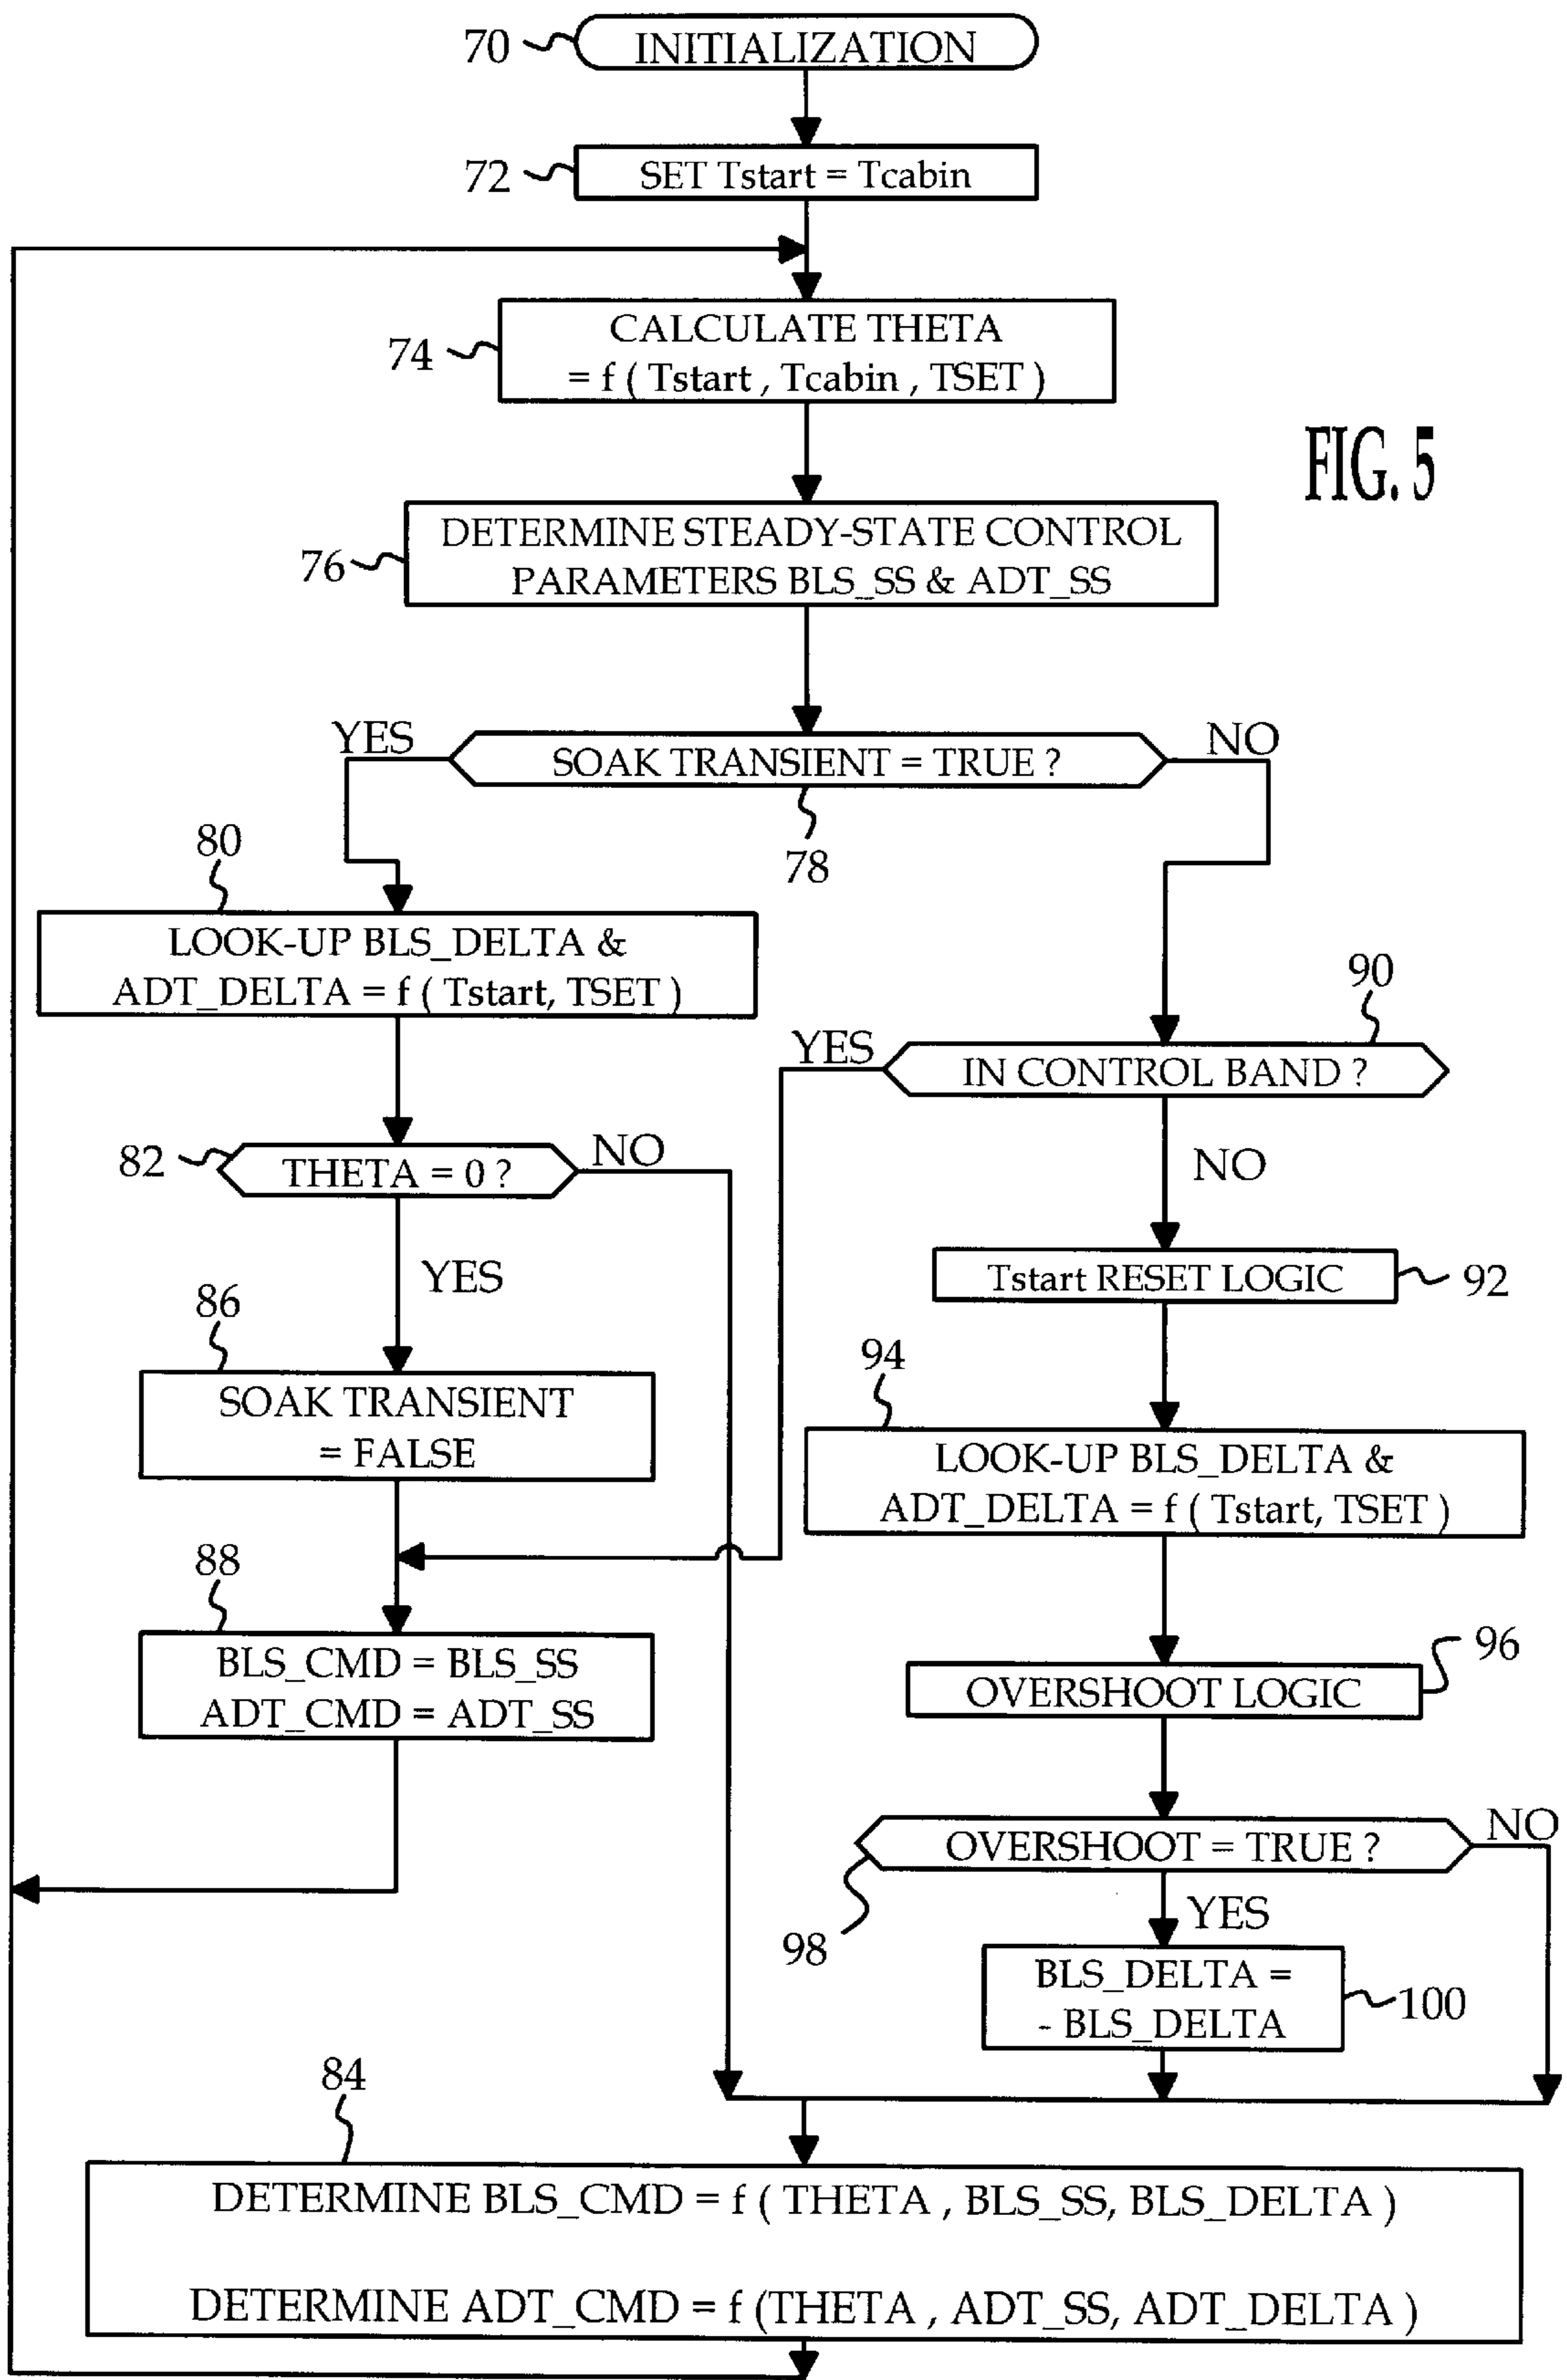 70
INITIALIZATION
72
SET Tstart = Tcabin
74
CALCULATE THETA
= f ( Tstart , Tcabin , TSET )
FIG. 5
76
DETERMINE STEADY-STATE CONTROL
PARAMETERS BLS_SS & ADT_SS
YES
SOAK TRANSIENT = TRUE ?
NO
78
80
LOOK-UP BLS_DELTA &
ADT_DELTA = f ( Tstart, TSET )
90
YES
IN CONTROL BAND ?
82
THETA = 0 ?
NO
NO
YES
Tstart RESET LOGIC
92
86
SOAK TRANSIENT
= FALSE
94
LOOK-UP BLS_DELTA &
ADT_DELTA = f ( Tstart, TSET )
88
BLS_CMD = BLS_SS
ADT_CMD = ADT_SS
96
OVERSHOOT LOGIC
OVERSHOOT = TRUE ?
NO
98
YES
BLS_DELTA =
- BLS_DELTA
100
84
DETERMINE BLS_CMD = f ( THETA , BLS_SS, BLS_DELTA )
DETERMINE ADT_CMD = f (THETA , ADT_SS, ADT_DELTA )